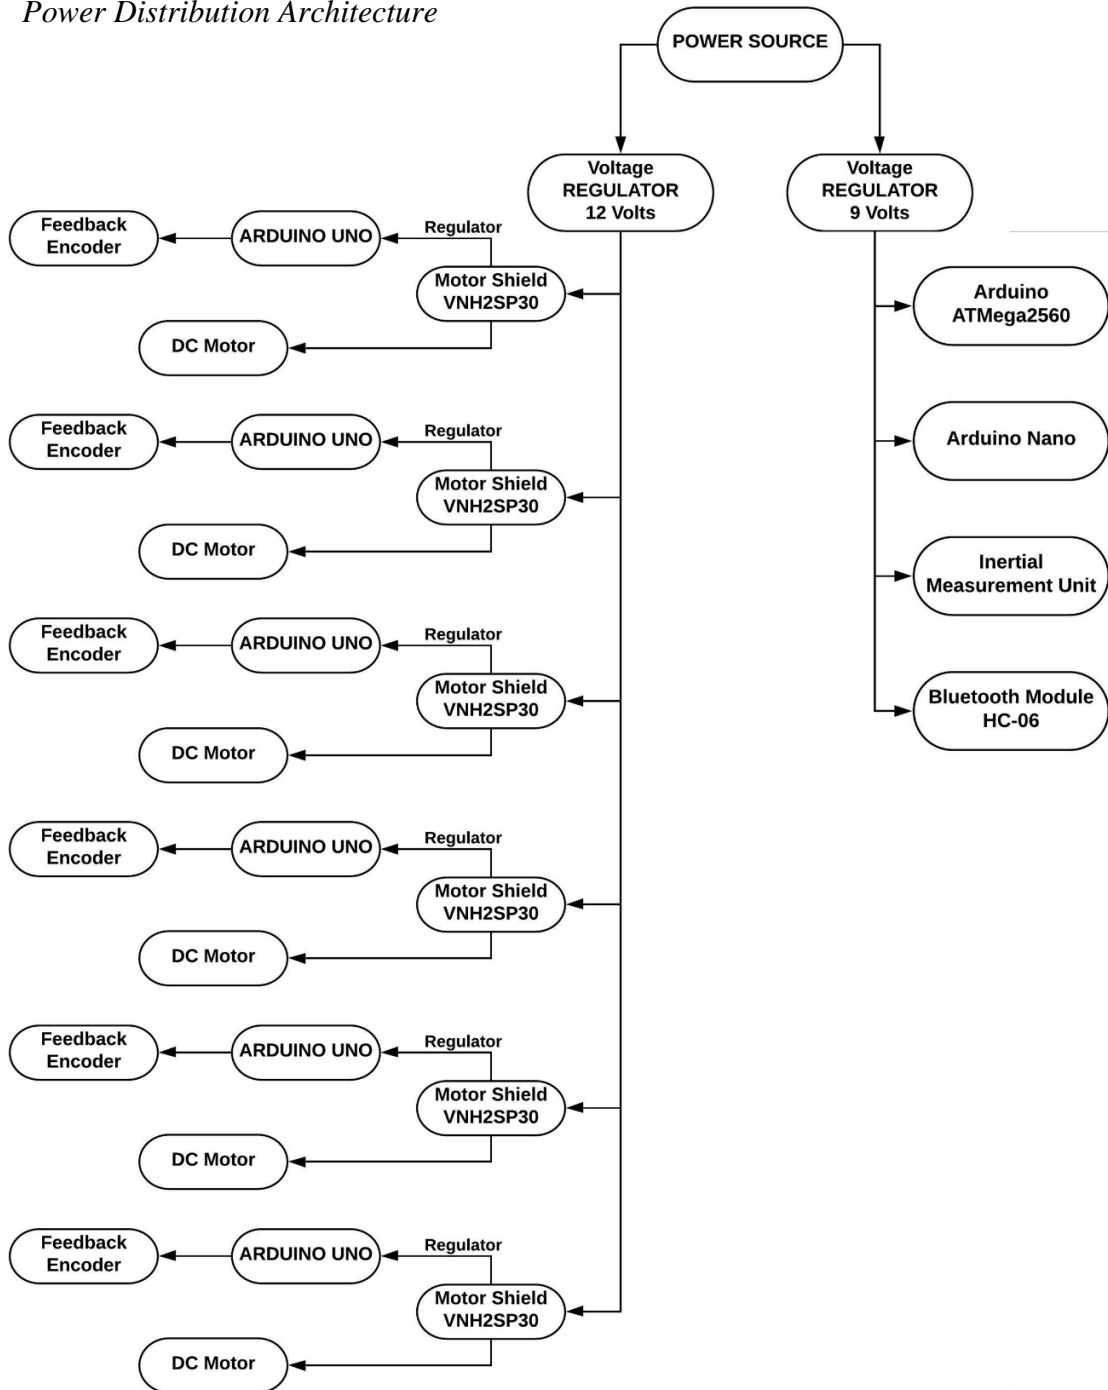 Power Distribution Architecture
POWER SOURCE
Voltage
REGULATOR
12 Volts
Voltage
REGULATOR
9 Volts
Feedback
Encoder
ARDUINO UNO
Regulator
Motor Shield
VNH2SP30
DC Motor
Feedback
Encoder
ARDUINO UNO
Regulator
Motor Shield
VNH2SP30
DC Motor
Feedback
Encoder
ARDUINO UNO
Regulator
Motor Shield
VNH2SP30
DC Motor
Feedback
Encoder
ARDUINO UNO
Regulator
Motor Shield
VNH2SP30
DC Motor
Feedback
Encoder
ARDUINO UNO
Regulator
Motor Shield
VNH2SP30
DC Motor
Feedback
Encoder
ARDUINO UNO
Regulator
Motor Shield
VNH2SP30
DC Motor
Arduino
ATMega2560
Arduino Nano
Inertial
Measurement Unit
Bluetooth Module
HC-06